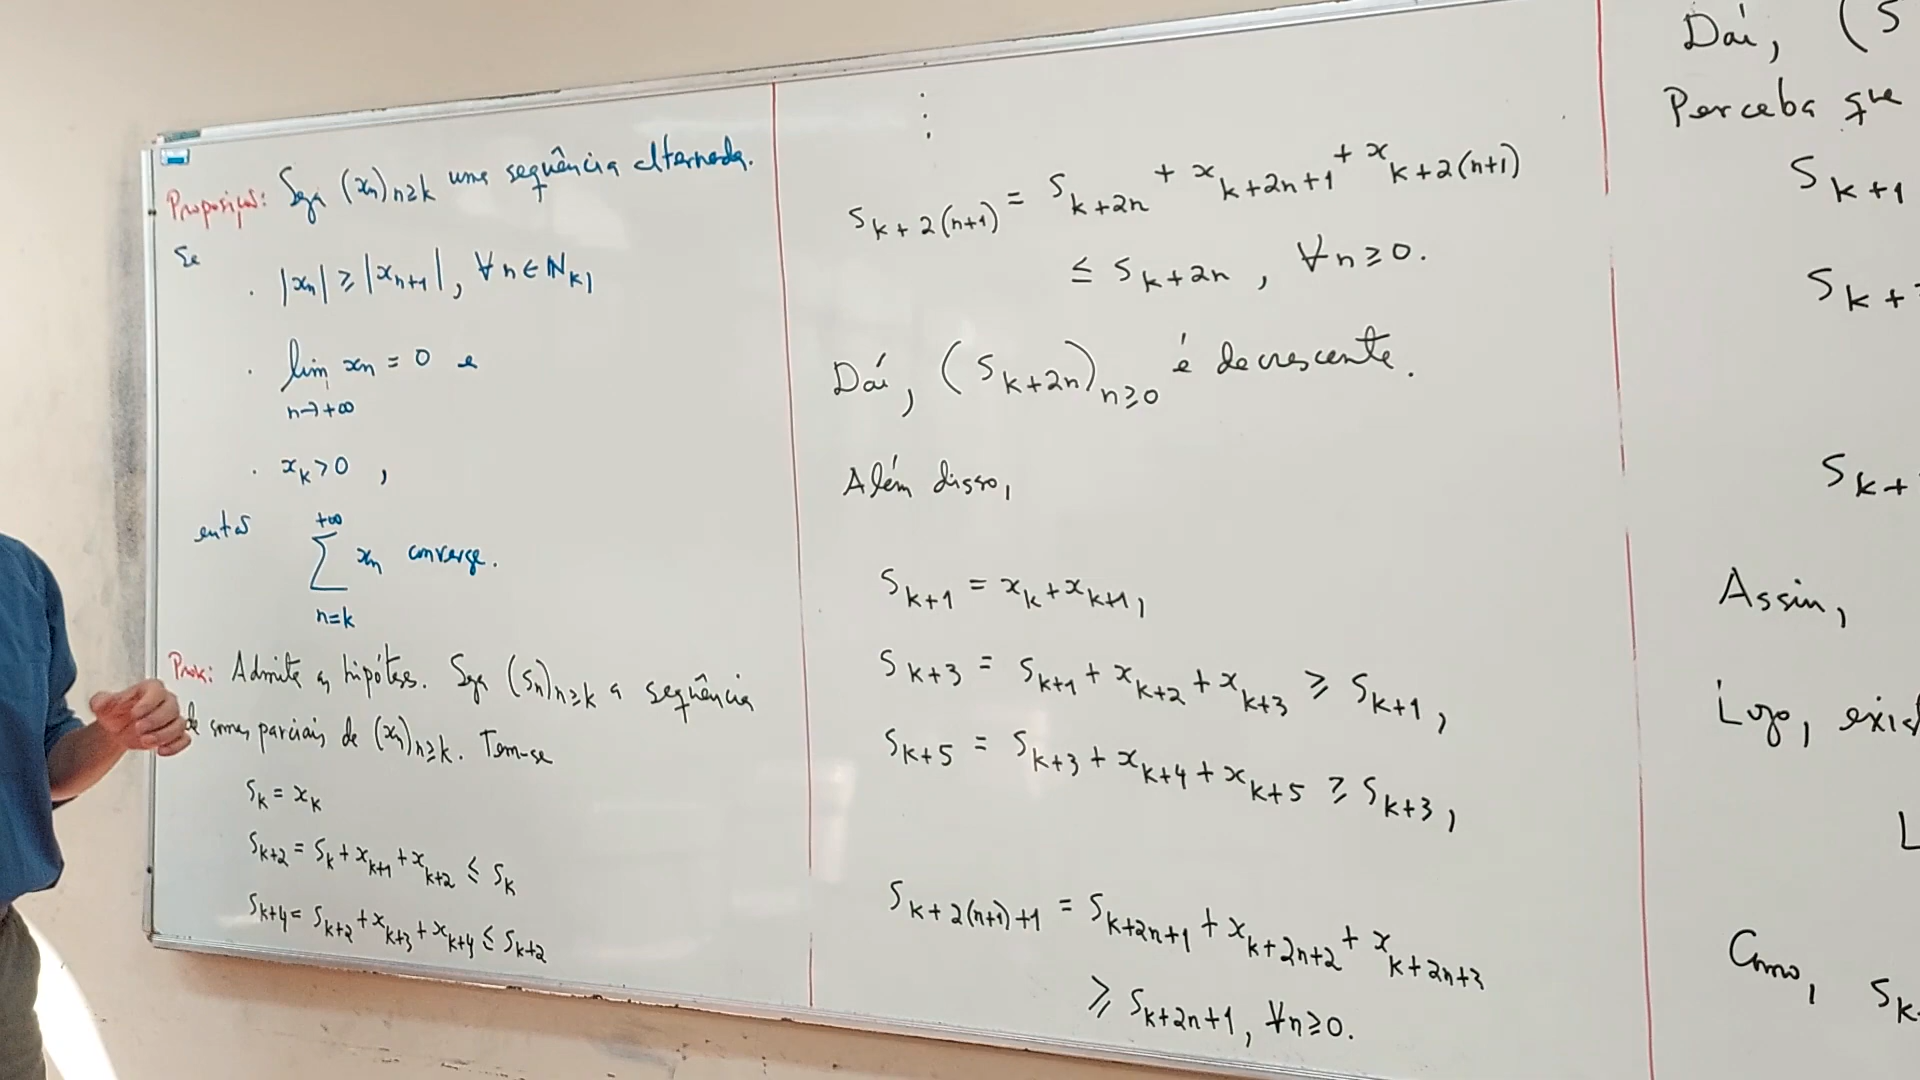 Proposição: Seja (xₙ)ₙ≥ₖ uma sequência alternada.
Se
· |xₙ| ≥ |xₙ₊₁|, ∀ n ∈ ℕₖ,
· lim xₙ = 0 e
n→+∞
· xₖ > 0 ,
+∞
então ∑ xₙ converge.
n=k
Prova: Admita as hipóteses. Seja (sₙ)ₙ≥ₖ a sequência
de somas parciais de (xₙ)ₙ≥ₖ. Tem-se
s_k = x_k
s_{k+2} = s_k + x_{k+1} + x_{k+2} ≤ s_k
s_{k+4} = s_{k+2} + x_{k+3} + x_{k+4} ≤ s_{k+2}
⋮
s_{k+2(n+1)} = s_{k+2n} + x_{k+2n+1} + x_{k+2(n+1)}
≤ s_{k+2n} , ∀ n ≥ 0.
Daí, (s_{k+2n})_{n≥0} é decrescente.
Além disso,
s_{k+1} = x_k + x_{k+1},
s_{k+3} = s_{k+1} + x_{k+2} + x_{k+3} ≥ s_{k+1},
s_{k+5} = s_{k+3} + x_{k+4} + x_{k+5} ≥ s_{k+3},
s_{k+2(n+1)+1} = s_{k+2n+1} + x_{k+2n+2} + x_{k+2n+3}
≥ s_{k+2n+1}, ∀n≥0.
Daí, (s
Perceba que
s_{k+1
s_{k+
s_{k+
Assim,
Logo, exis
L
Como, s_k